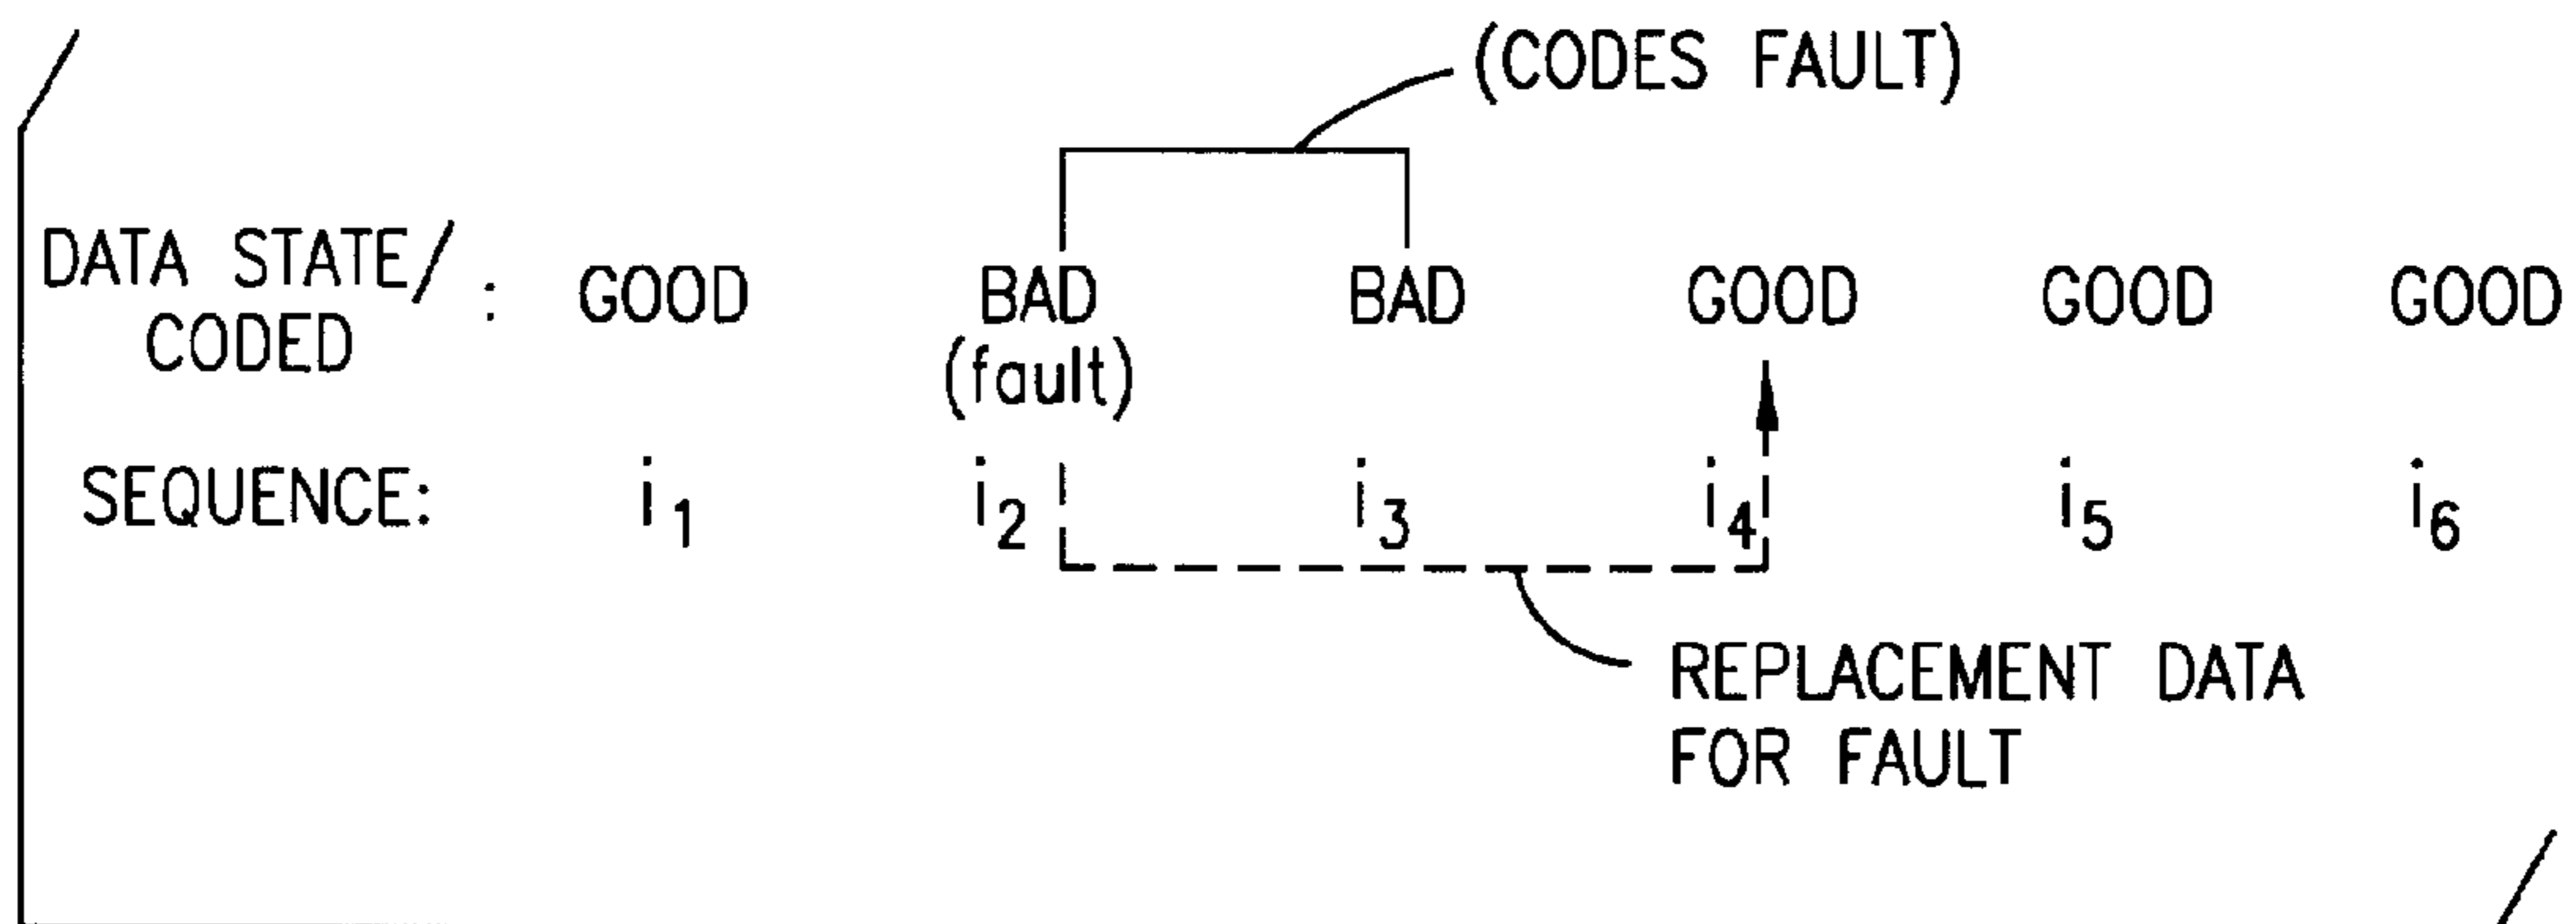 (CODES FAULT)
DATA STATE/
CODED : GOOD BAD BAD GOOD GOOD GOOD
(fault)
SEQUENCE: i1 i2 i3 i4 i5 i6
REPLACEMENT DATA
FOR FAULT